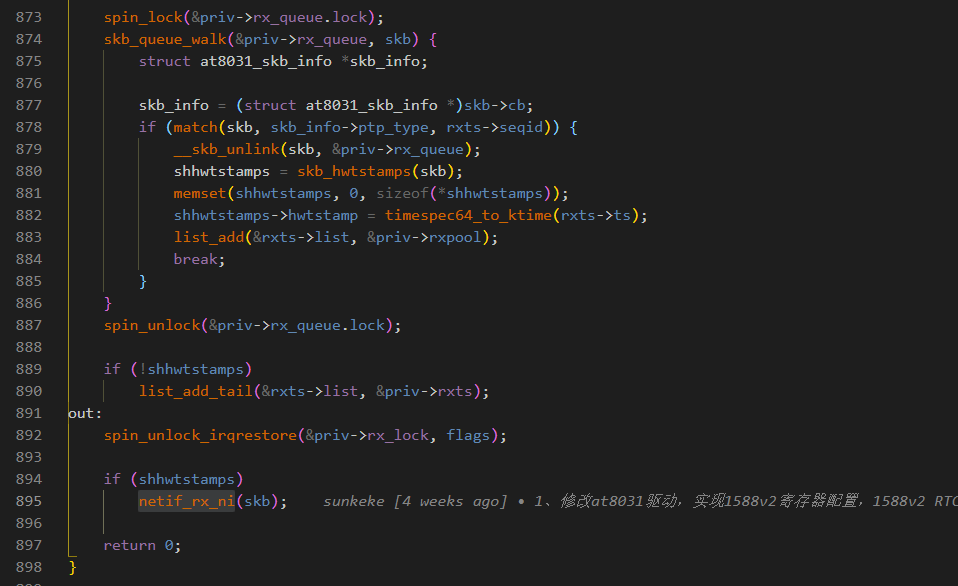 873 spin_lock(&priv->rx_queue.lock);
874 skb_queue_walk(&priv->rx_queue, skb) {
875 struct at8031_skb_info *skb_info;
876
877 skb_info = (struct at8031_skb_info *)skb->cb;
878 if (match(skb, skb_info->ptp_type, rxts->seqid)) {
879 __skb_unlink(skb, &priv->rx_queue);
880 shhwtstamps = skb_hwtstamps(skb);
881 memset(shhwtstamps, 0, sizeof(*shhwtstamps));
882 shhwtstamps->hwtstamp = timespec64_to_ktime(rxts->ts);
883 list_add(&rxts->list, &priv->rxpool);
884 break;
885 }
886 }
887 spin_unlock(&priv->rx_queue.lock);
888
889 if (!shhwtstamps)
890 list_add_tail(&rxts->list, &priv->rxts);
891 out:
892 spin_unlock_irqrestore(&priv->rx_lock, flags);
893
894 if (shhwtstamps)
895 netif_rx_ni(skb); sunkeke [4 weeks ago] • 1、修改at8031驱动，实现1588v2寄存器配置，1588v2 RTC
896
897 return 0;
898 }